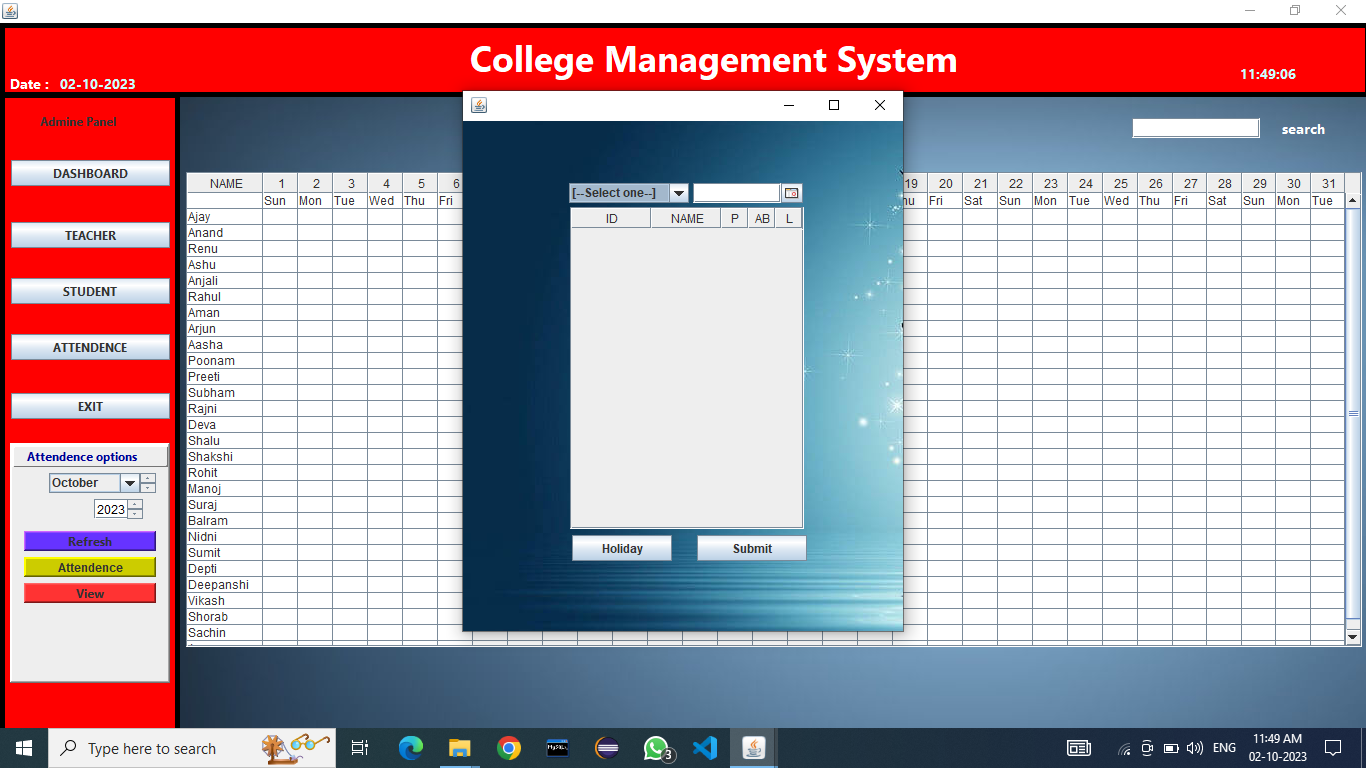 College Management System
Date : 02-10-2023
11:49:06
Admine Panel
DASHBOARD
TEACHER
STUDENT
ATTENDENCE
EXIT
Attendence options
October
2023
Refresh
Attendence
View
search
NAME 1 2 3 4 5 6 19 20 21 22 23 24 25 26 27 28 29 30 31
Sun Mon Tue Wed Thu Fri hu Fri Sat Sun Mon Tue Wed Thu Fri Sat Sun Mon Tue
Ajay
Anand
Renu
Ashu
Anjali
Rahul
Aman
Arjun
Aasha
Poonam
Preeti
Subham
Rajni
Deva
Shalu
Shakshi
Rohit
Manoj
Suraj
Balram
Nidni
Sumit
Depti
Deepanshi
Vikash
Shorab
Sachin
[--Select one--]
ID NAME P AB L
Holiday Submit
Type here to search
MySQL
3
ENG
11:49 AM
02-10-2023